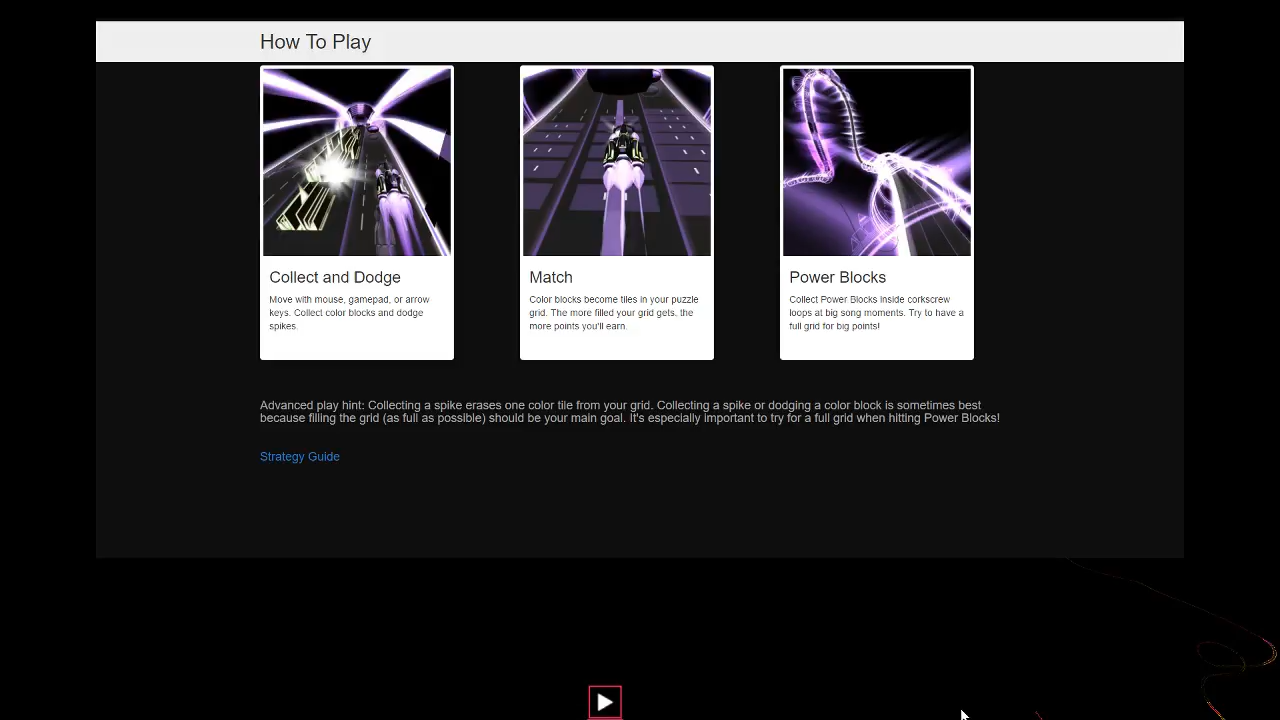 How To Play
Collect and Dodge
Move with mouse, gamepad, or arrow
keys. Collect color blocks and dodge
spikes.
Match
Color blocks become tiles in your puzzle
grid. The more filled your grid gets, the
more points you'll earn.
Power Blocks
Collect Power Blocks inside corkscrew
loops at big song moments. Try to have a
full grid for big points!
Advanced play hint: Collecting a spike erases one color tile from your grid. Collecting a spike or dodging a color block is sometimes best
because filling the grid (as full as possible) should be your main goal. It's especially important to try for a full grid when hitting Power Blocks!
Strategy Guide